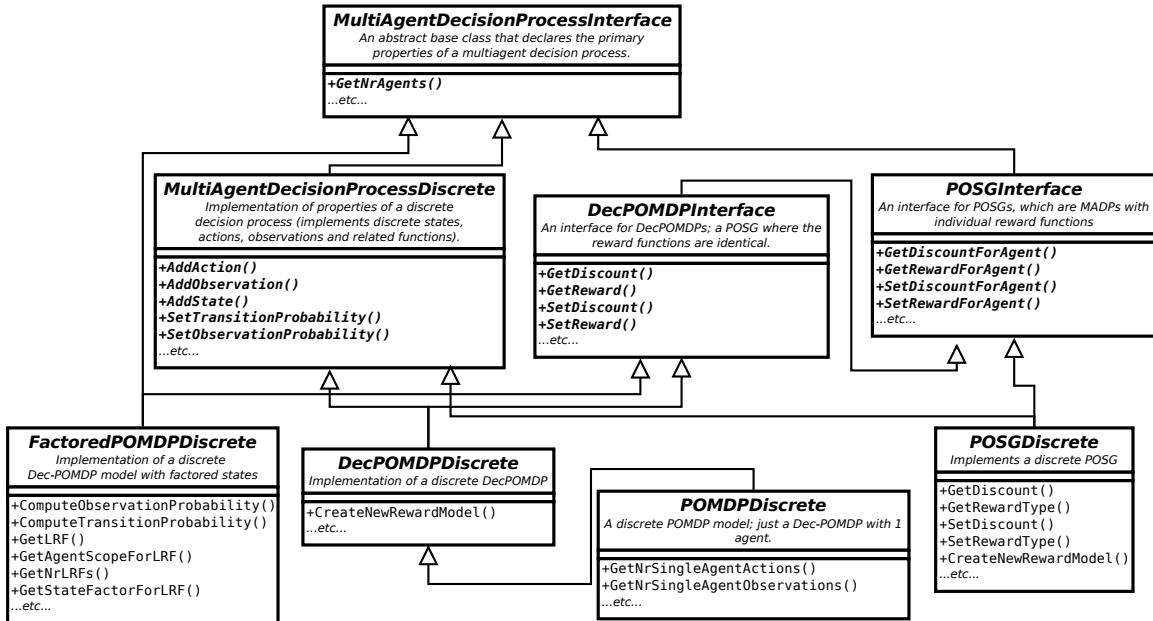 MultiAgentDecisionProcessInterface
An abstract base class that declares the primary
properties of a multiagent decision process.
+GetNrAgents()
...etc...
MultiAgentDecisionProcessDiscrete
Implementation of properties of a discrete
decision process (implements discrete states,
actions, observations and related functions).
+AddAction()
+AddObservation()
+AddState()
+SetTransitionProbability()
+SetObservationProbability()
...etc...
DecPOMDPInterface
An interface for DecPOMDPs; a POSG where the
reward functions are identical.
+GetDiscount()
+GetReward()
+SetDiscount()
+SetReward()
...etc...
POSGInterface
An interface for POSGs, which are MADPs with
individual reward functions
+GetDiscountForAgent()
+GetRewardForAgent()
+SetDiscountForAgent()
+SetRewardForAgent()
...etc...
FactoredPOMDPDiscrete
Implementation of a discrete
Dec-POMDP model with factored states
+ComputeObservationProbability()
+ComputeTransitionProbability()
+GetLRF()
+GetAgentScopeForLRF()
+GetNrLRFs()
+GetStateFactorForLRF()
...etc...
DecPOMDPDiscrete
Implementation of a discrete DecPOMDP
+CreateNewRewardModel()
...etc...
POMDPDiscrete
A discrete POMDP model; just a Dec-POMDP with 1
agent.
+GetNrSingleAgentActions()
+GetNrSingleAgentObservations()
...etc...
POSGDiscrete
Implements a discrete POSG
+GetDiscount()
+GetRewardType()
+SetDiscount()
+SetRewardType()
+CreateNewRewardModel()
...etc...